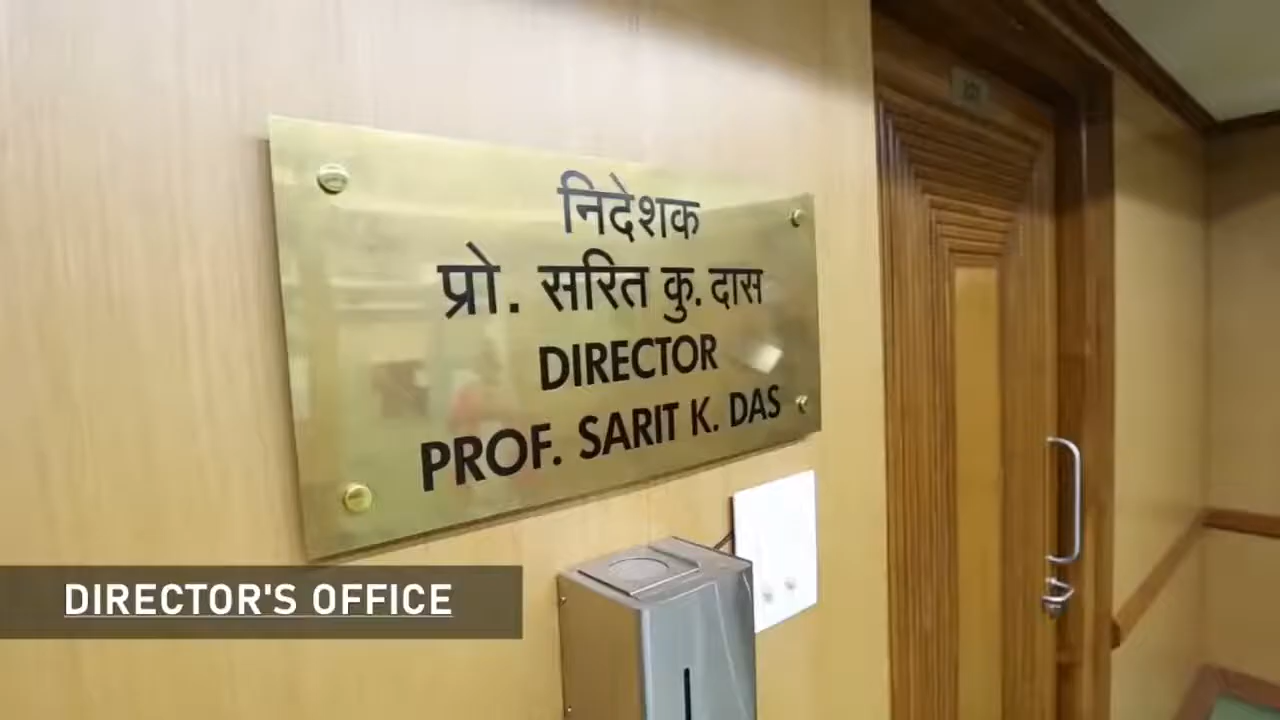 निदेशक
प्रो. सरित कु. दास
DIRECTOR
PROF. SARIT K. DAS
DIRECTOR'S OFFICE